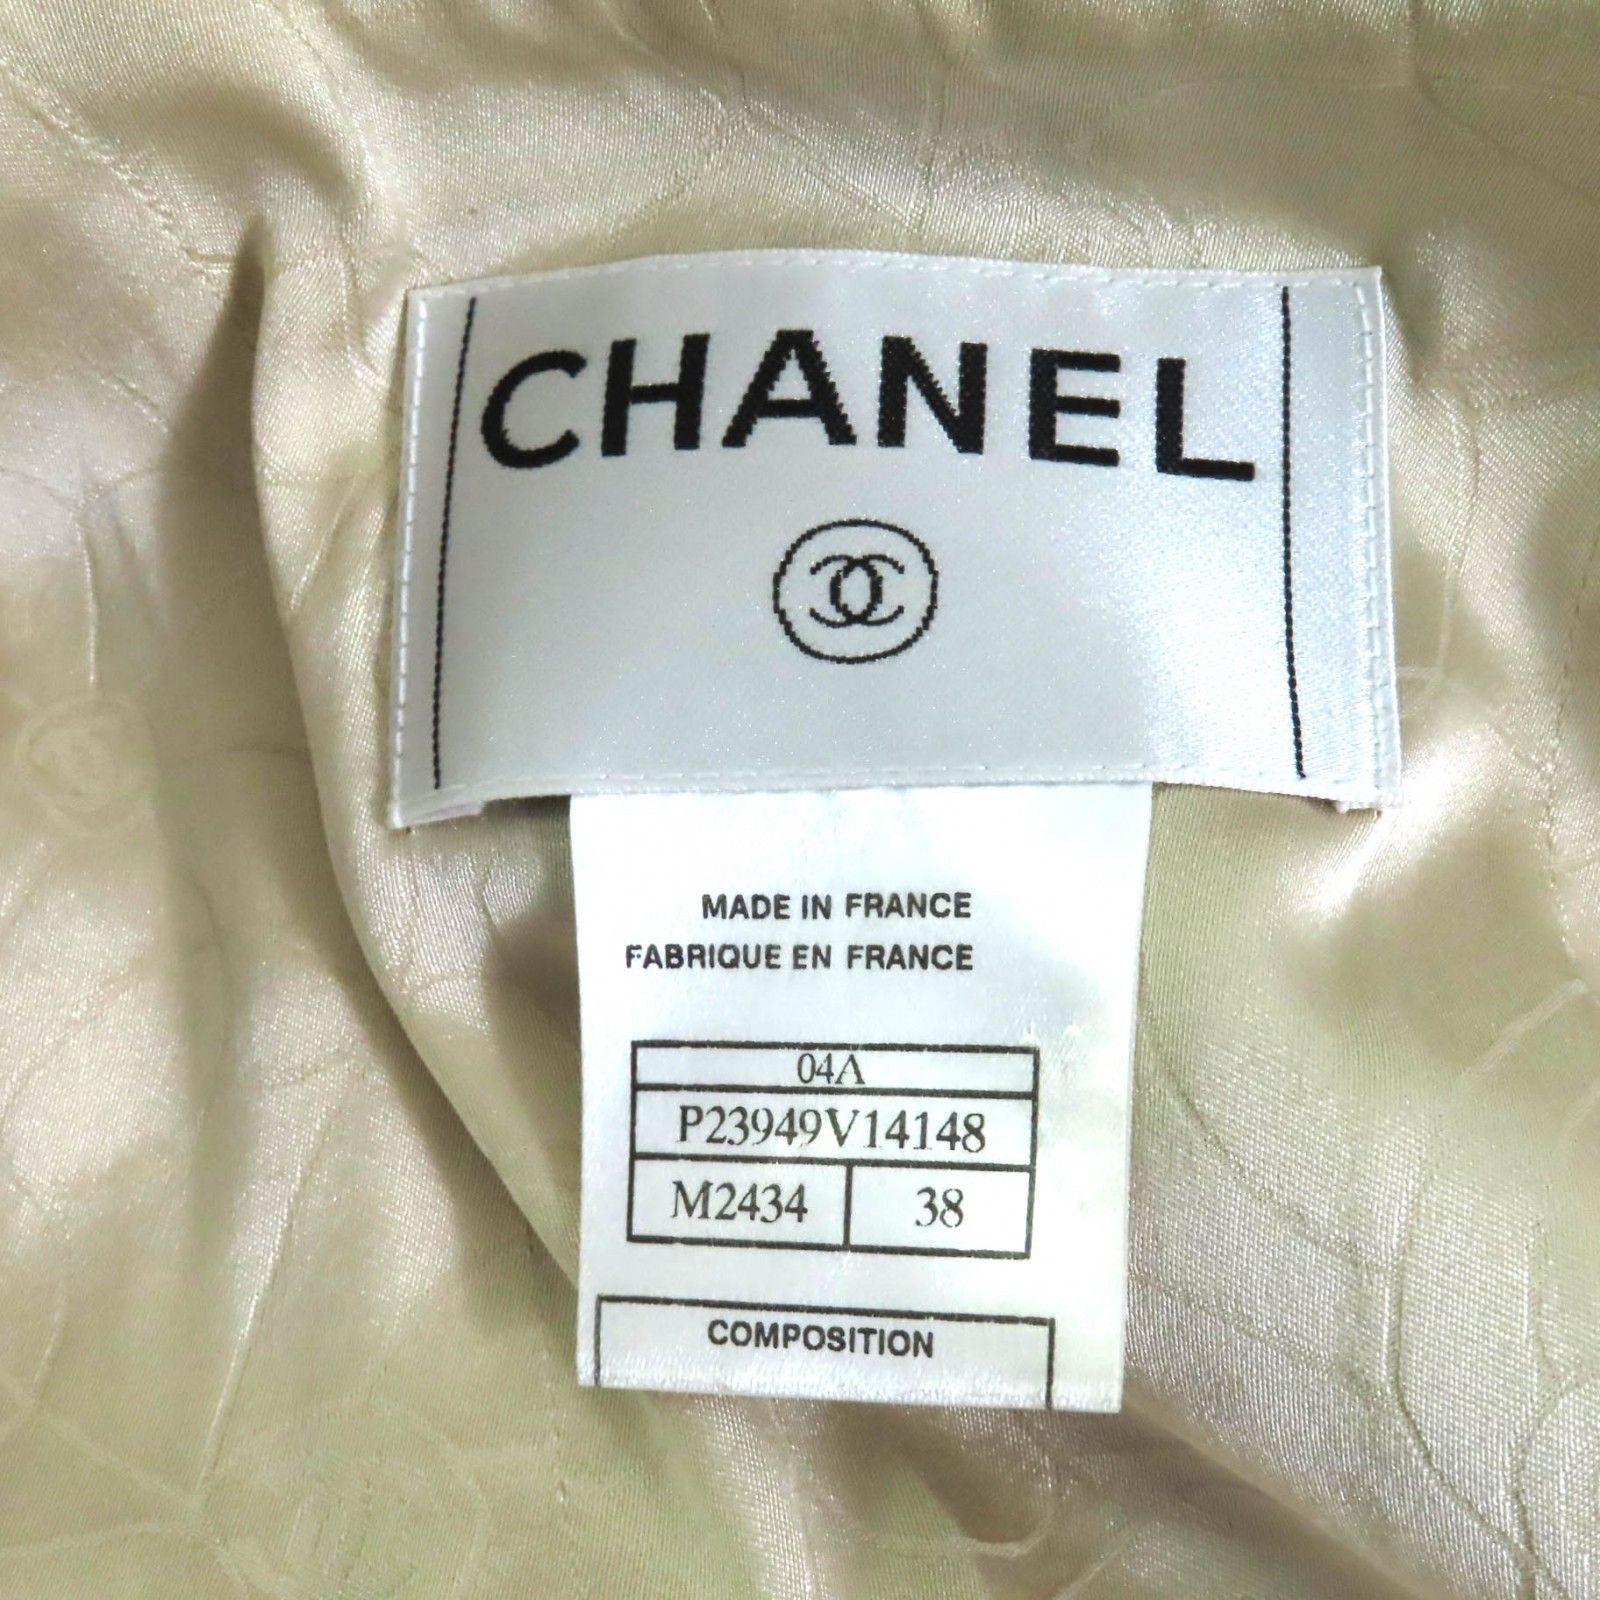 CHANEL
MADE IN FRANCE
FABRIQUE EN FRANCE
04A
P23949V14148
M2434 38
COMPOSITION